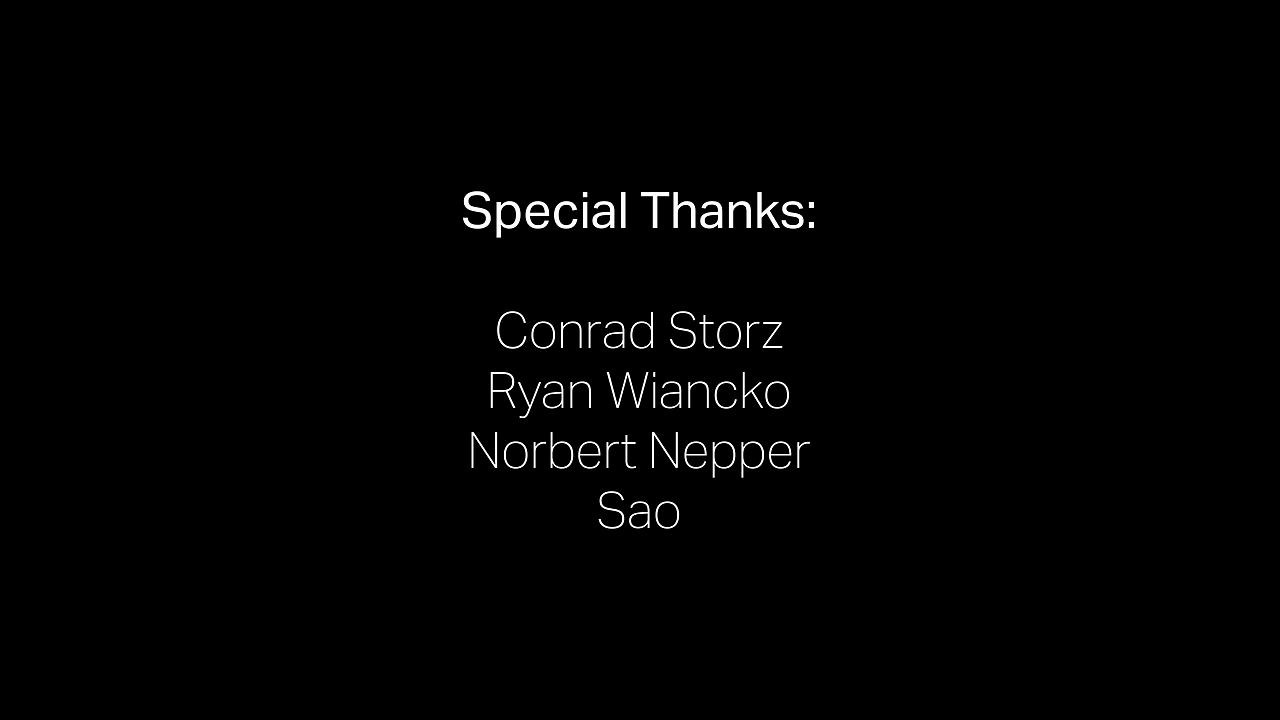 Special Thanks:
Conrad Storz
Ryan Wiancko
Norbert Nepper
Sao